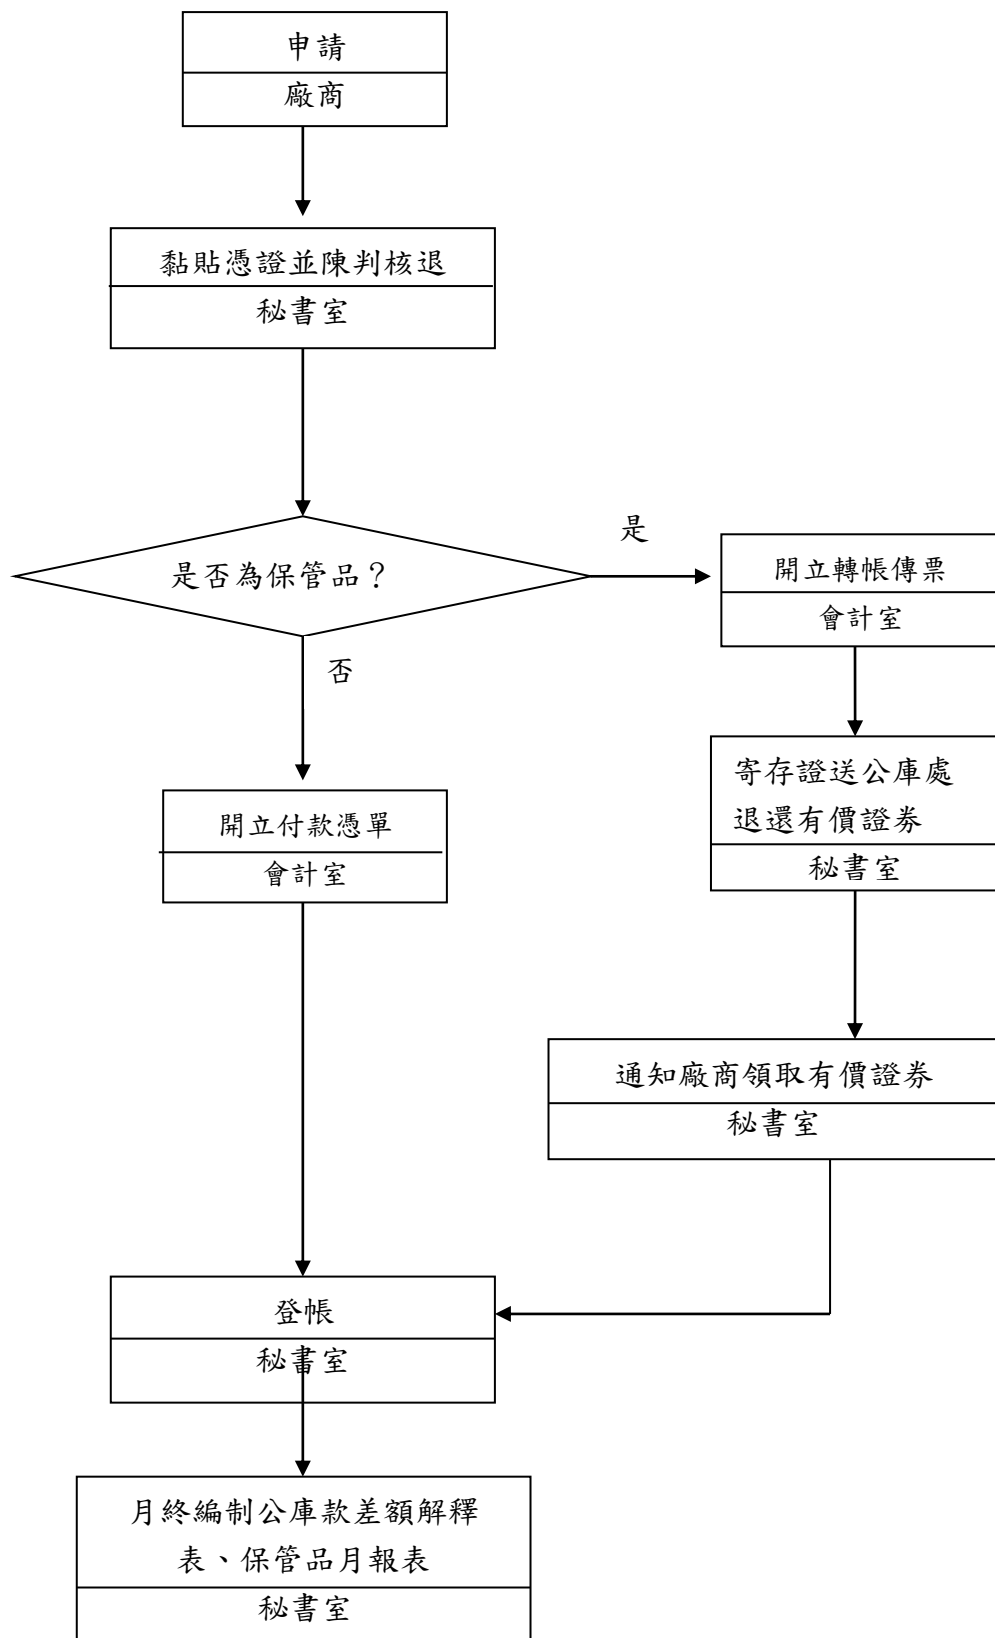 申請
廠商
黏貼憑證並陳判核退
秘書室
是否為保管品？
是
開立轉帳傳票
會計室
否
寄存證送公庫處
退還有價證券
秘書室
開立付款憑單
會計室
通知廠商領取有價證券
秘書室
登帳
秘書室
月終編制公庫款差額解釋
表、保管品月報表
秘書室